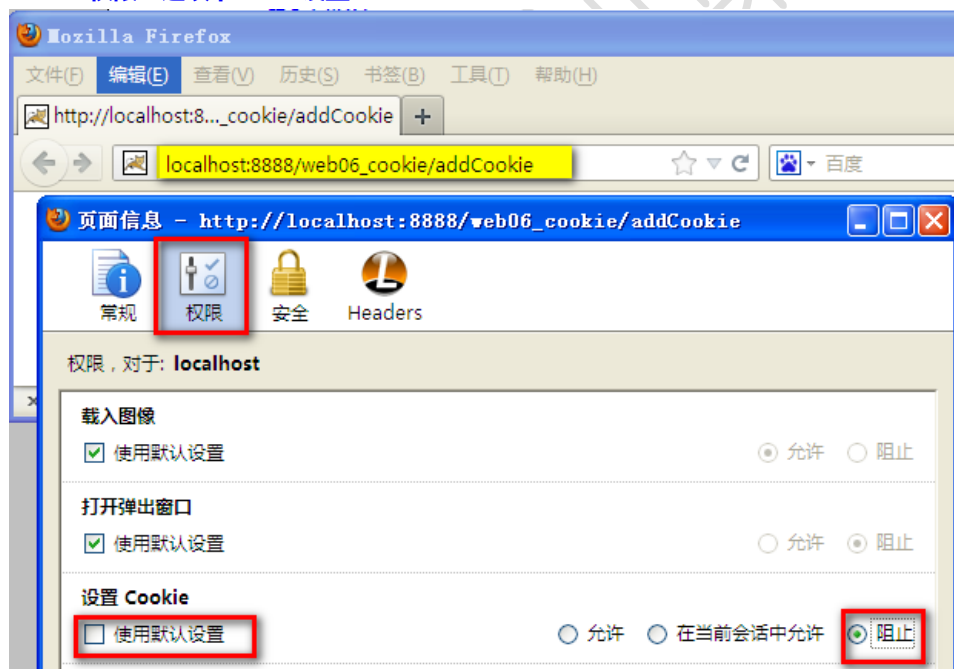 Mozilla Firefox
文件(F) 编辑(E) 查看(V) 历史(S) 书签(B) 工具(T) 帮助(H)
http://localhost:8..._cookie/addCookie +
localhost:8888/web06_cookie/addCookie 百度
页面信息 - http://localhost:8888/web06_cookie/addCookie
常规 权限 安全 Headers
权限，对于: localhost
载入图像
使用默认设置 允许 阻止
打开弹出窗口
使用默认设置 允许 阻止
设置 Cookie
使用默认设置 允许 在当前会话中允许 阻止